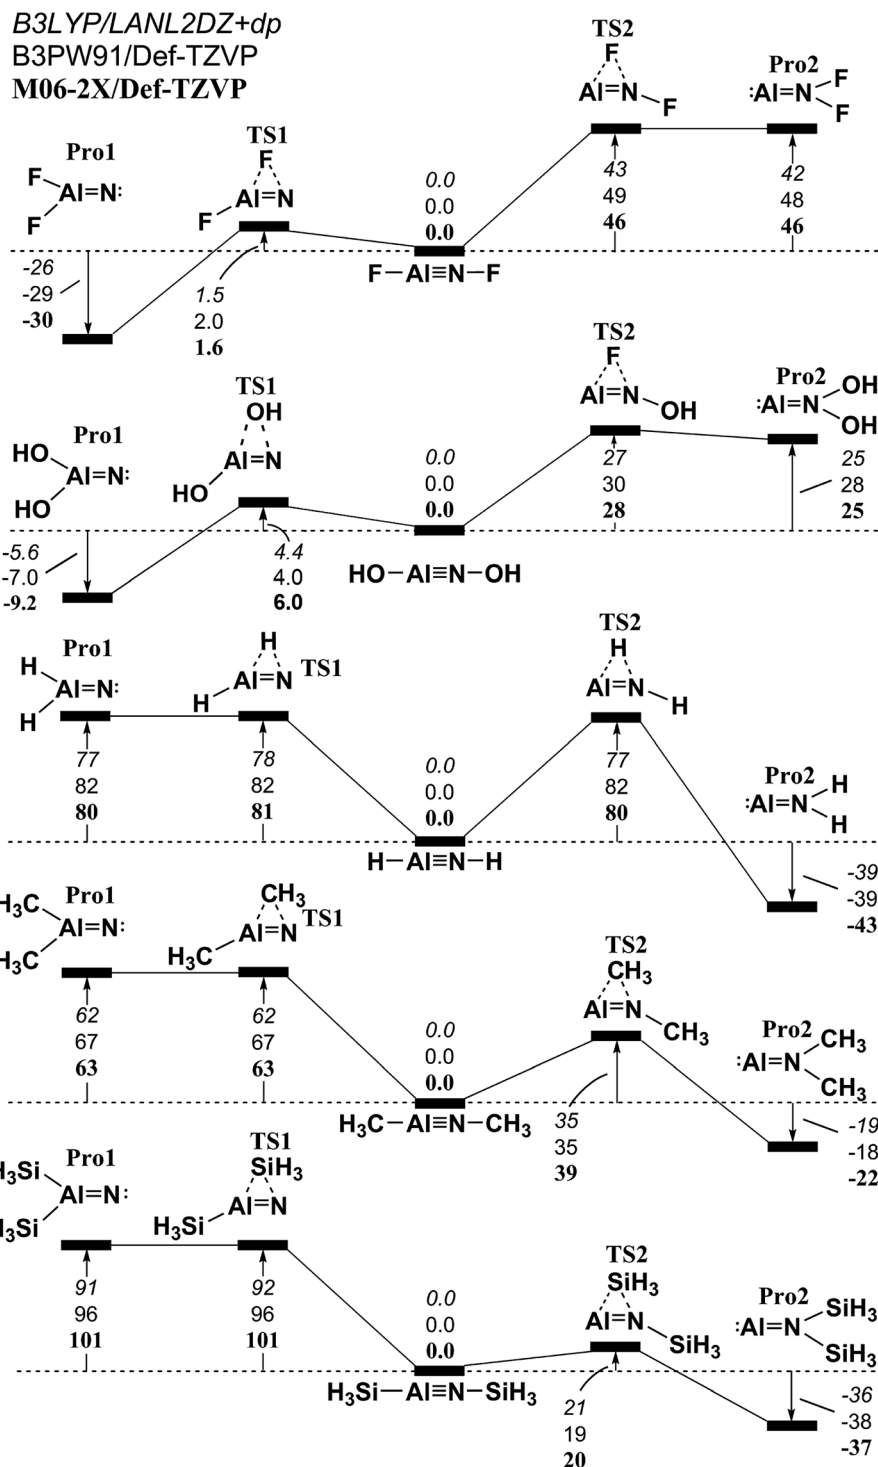 B3LYP/LANL2DZ+dp
B3PW91/Def-TZVP
M06-2X/Def-TZVP
Pro1
F
F
Al=N:
TS1
F
Al=N
F
0.0
0.0
0.0
F-Al≡N-F
TS2
F
Al=N
F
Pro2
:Al=N
F
F
-26
-29
-30
1.5
2.0
1.6
43
49
46
42
48
46
Pro1
HO
HO
Al=N:
TS1
OH
Al=N
HO
0.0
0.0
0.0
HO-Al≡N-OH
TS2
F
Al=N
OH
Pro2
:Al=N
OH
OH
-5.6
-7.0
-9.2
4.4
4.0
6.0
27
30
28
25
28
25
Pro1
H
H
Al=N:
TS1
H
Al=N
H
0.0
0.0
0.0
H-Al≡N-H
TS2
H
Al=N
H
Pro2
:Al=N
H
H
77
82
80
78
82
81
77
82
80
-39
-39
-43
Pro1
H₃C
H₃C
Al=N:
TS1
CH₃
Al=N
H₃C
0.0
0.0
0.0
H₃C-Al≡N-CH₃
TS2
CH₃
Al=N
CH₃
Pro2
:Al=N
CH₃
CH₃
62
67
63
62
67
63
35
35
39
-19
-18
-22
Pro1
H₃Si
H₃Si
Al=N:
TS1
SiH₃
Al=N
H₃Si
0.0
0.0
0.0
H₃Si-Al≡N-SiH₃
TS2
SiH₃
Al=N
SiH₃
Pro2
:Al=N
SiH₃
SiH₃
91
96
101
92
96
101
21
19
20
-36
-38
-37